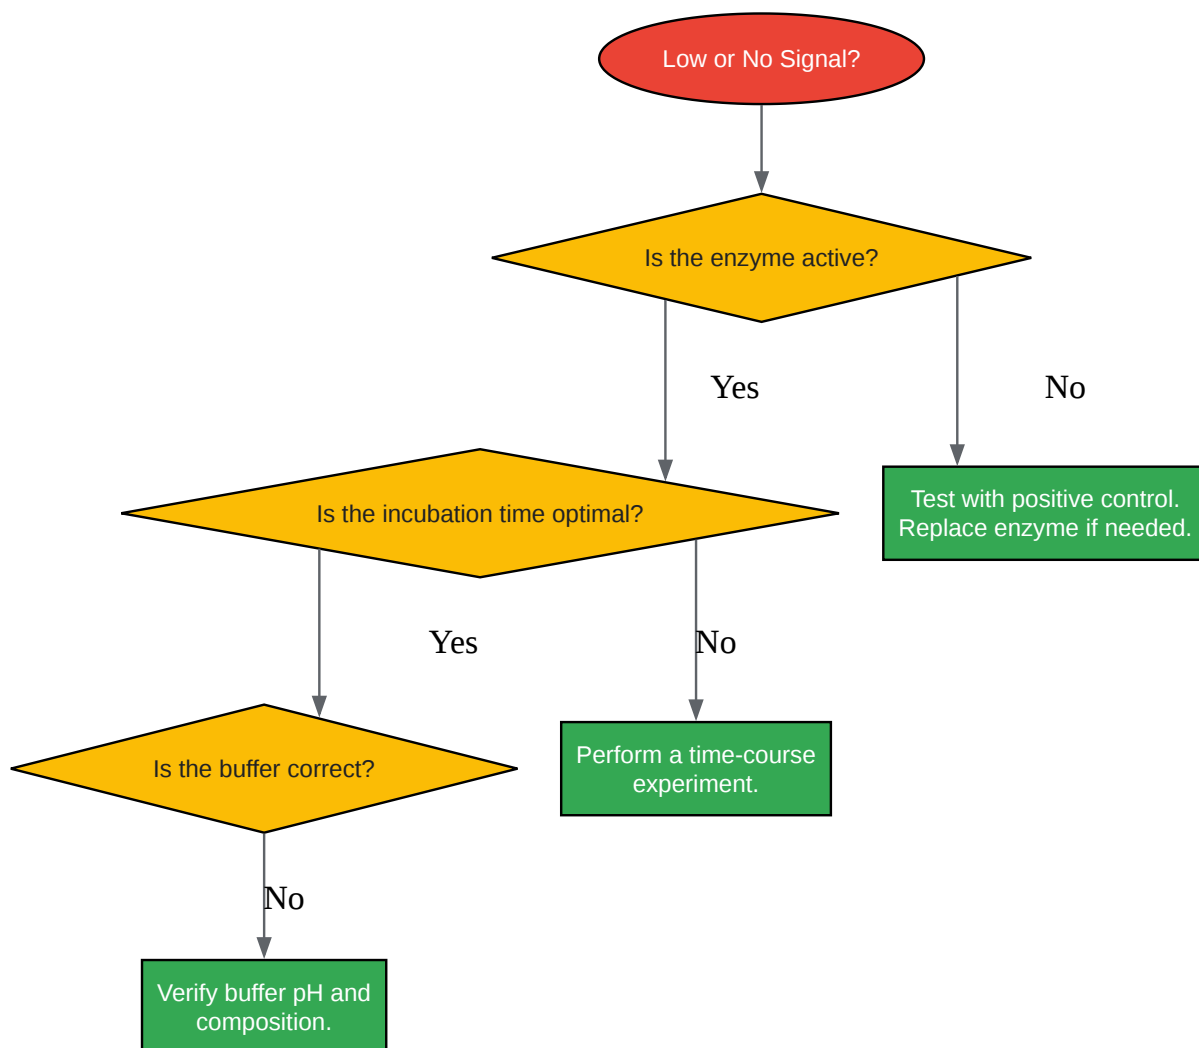 Low or No Signal?
Is the enzyme active?
Yes
No
Is the incubation time optimal?
Test with positive control.
Replace enzyme if needed.
Yes
No
Is the buffer correct?
Perform a time-course
experiment.
No
Verify buffer pH and
composition.